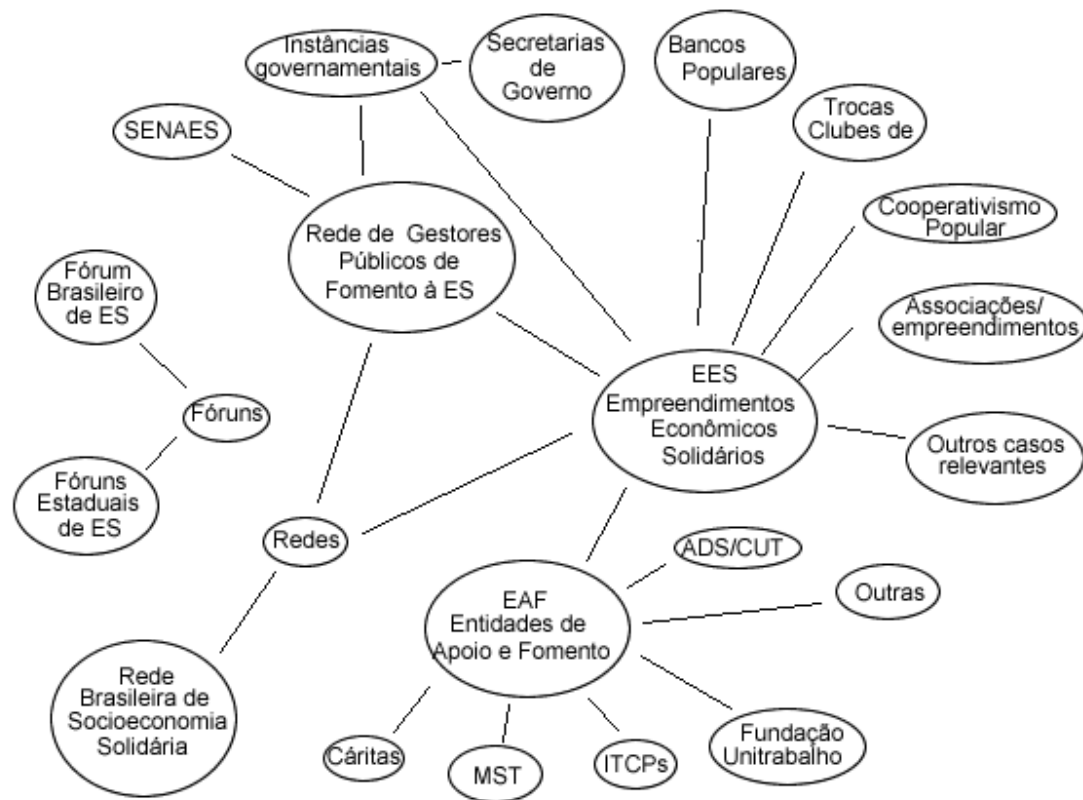 Instâncias
governamentais
Secretarias
de
Governo
Bancos
Populares
Trocas
Clubes de
SENAES
Cooperativismo
Popular
Rede de Gestores
Públicos de
Fomento à ES
Fórum
Brasileiro
de ES
Associações/
empreendimentos
EES
Empreendimentos
Econômicos
Solidários
Fóruns
Outros casos
relevantes
Fóruns
Estaduais
de ES
Redes
ADS/CUT
EAF
Entidades de
Apoio e Fomento
Outras
Rede
Brasileira de
Socioeconomia
Solidária
Cáritas
MST
ITCPs
Fundação
Unitrabalho